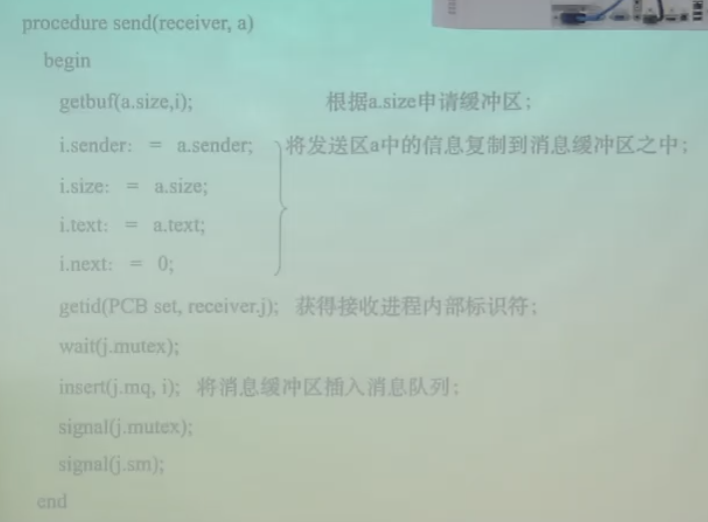 procedure send(receiver, a)
begin
getbuf(a.size,i); 根据a.size申请缓冲区;
i.sender: = a.sender; 将发送区a中的信息复制到消息缓冲区之中;
i.size: = a.size;
i.text: = a.text;
i.next: = 0;
getid(PCB set, receiver.j); 获得接收进程内部标识符;
wait(j.mutex);
insert(j.mq, i); 将消息缓冲区插入消息队列;
signal(j.mutex);
signal(j.sm);
end